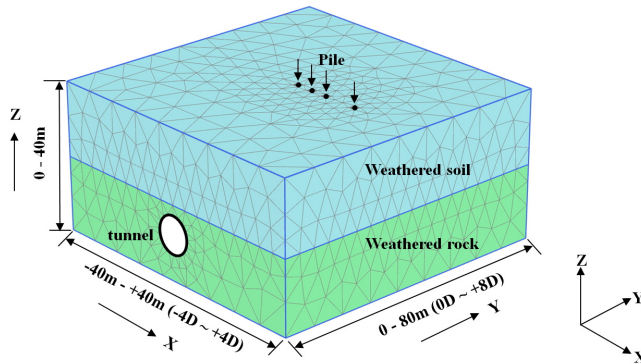 Pile
Z
0 - 40m
Weathered soil
Weathered rock
tunnel
-40m - +40m (-4D ~ +4D)
X
0 - 80m (0D ~ +8D)
Y
Z
Y
X